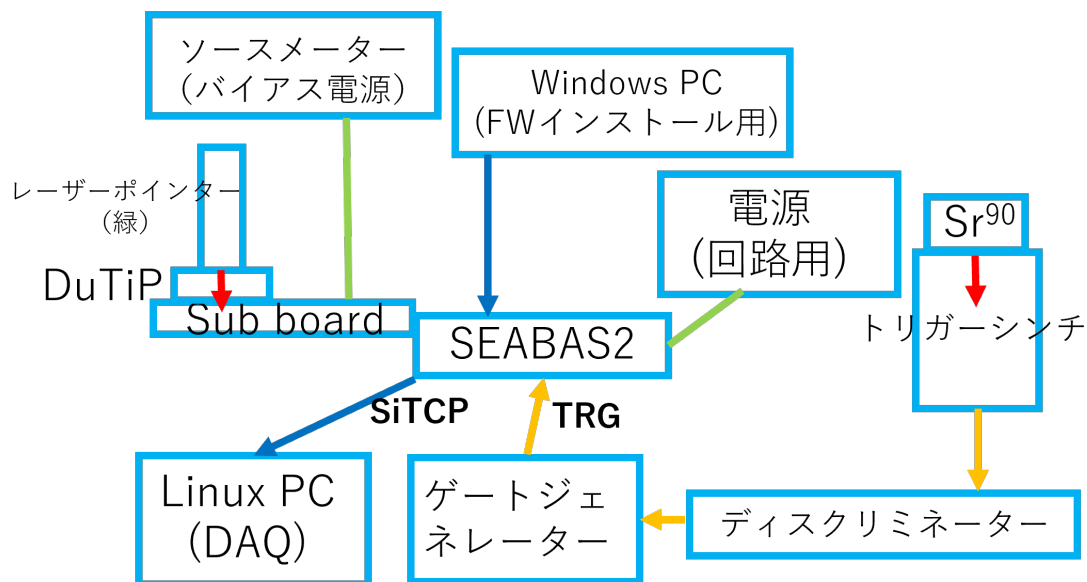 ソースメーター
（バイアス電源）
Windows PC
(FWインストール用)
レーザーポインター
（緑）
電源
(回路用)
Sr90
DuTiP
Sub board
SEABAS2
トリガーシンチ
SiTCP
TRG
Linux PC
(DAQ)
ゲートジェ
ネレーター
ディスクリミネーター